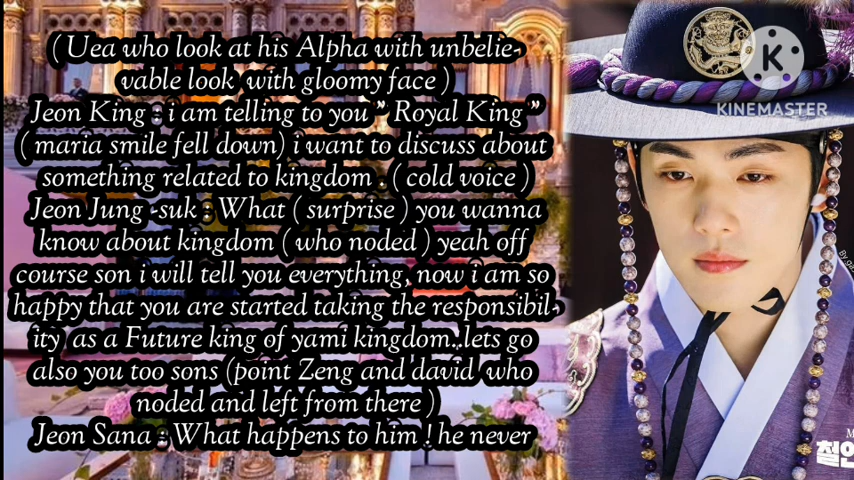 ( Uea who look at his Alpha with unbelie-
vable look with gloomy face )
Jeon King : i am telling to you " Royal King "
( maria smile fell down) i want to discuss about
something related to kingdom . ( cold voice )
Jeon Jung -suk : What ( surprise ) you wanna
know about kingdom ( who noded ) yeah off
course son i will tell you everything, now i am so
happy that you are started taking the responsibil-
ity as a Future king of yami kingdom..lets go
also you too sons (point Zeng and david who
noded and left from there )
Jeon Sana : What happens to him ! he never
KINEMASTER
By
M
철인